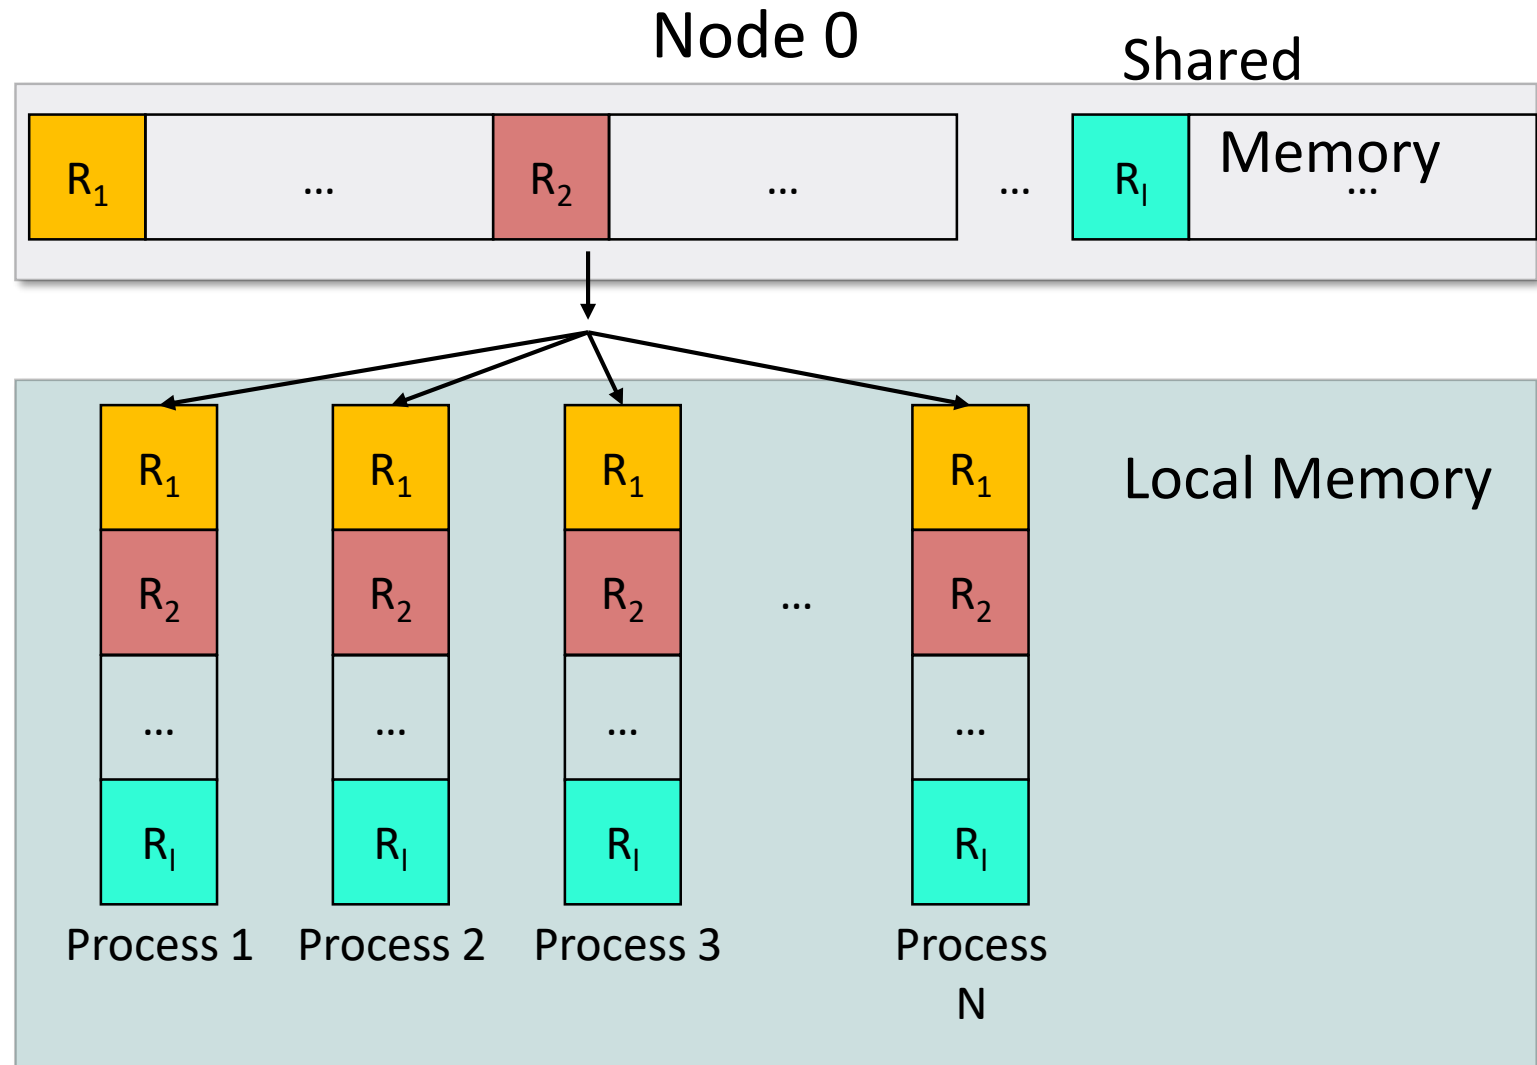 Node 0
Shared
Memory
R₁ ... R₂ ... ... Rₗ ...
Local Memory
R₁ R₁ R₁ R₁
R₂ R₂ R₂ ... R₂
... ... ... ...
Rₗ Rₗ Rₗ Rₗ
Process 1 Process 2 Process 3 Process
N